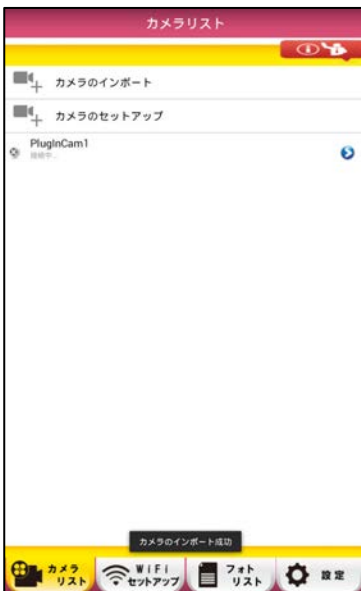 カメラリスト
カメラのインポート
カメラのセットアップ
PlugInCam1
接続中...
カメラのインポート成功
カメラ
リスト
WiFi
セットアップ
フォト
リスト
設定